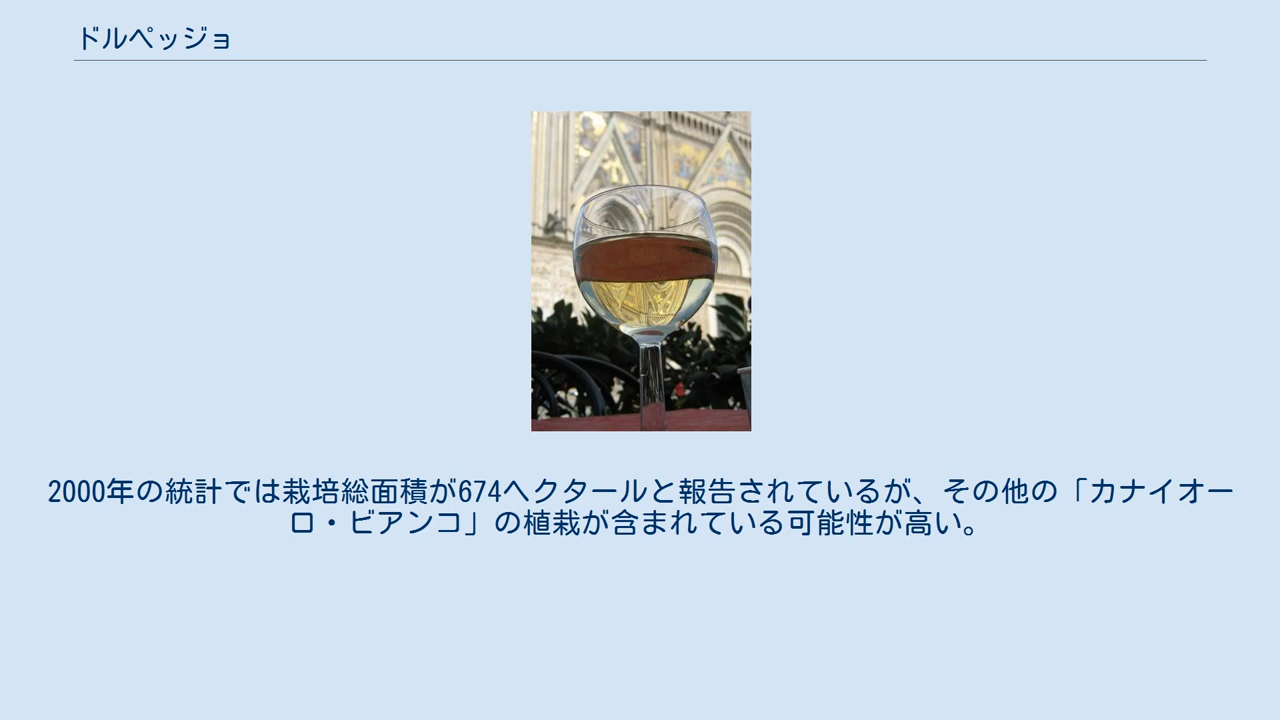 ドルペッジョ
2000年の統計では栽培総面積が674ヘクタールと報告されているが、その他の「カナイオー
ロ・ビアンコ」の植栽が含まれている可能性が高い。